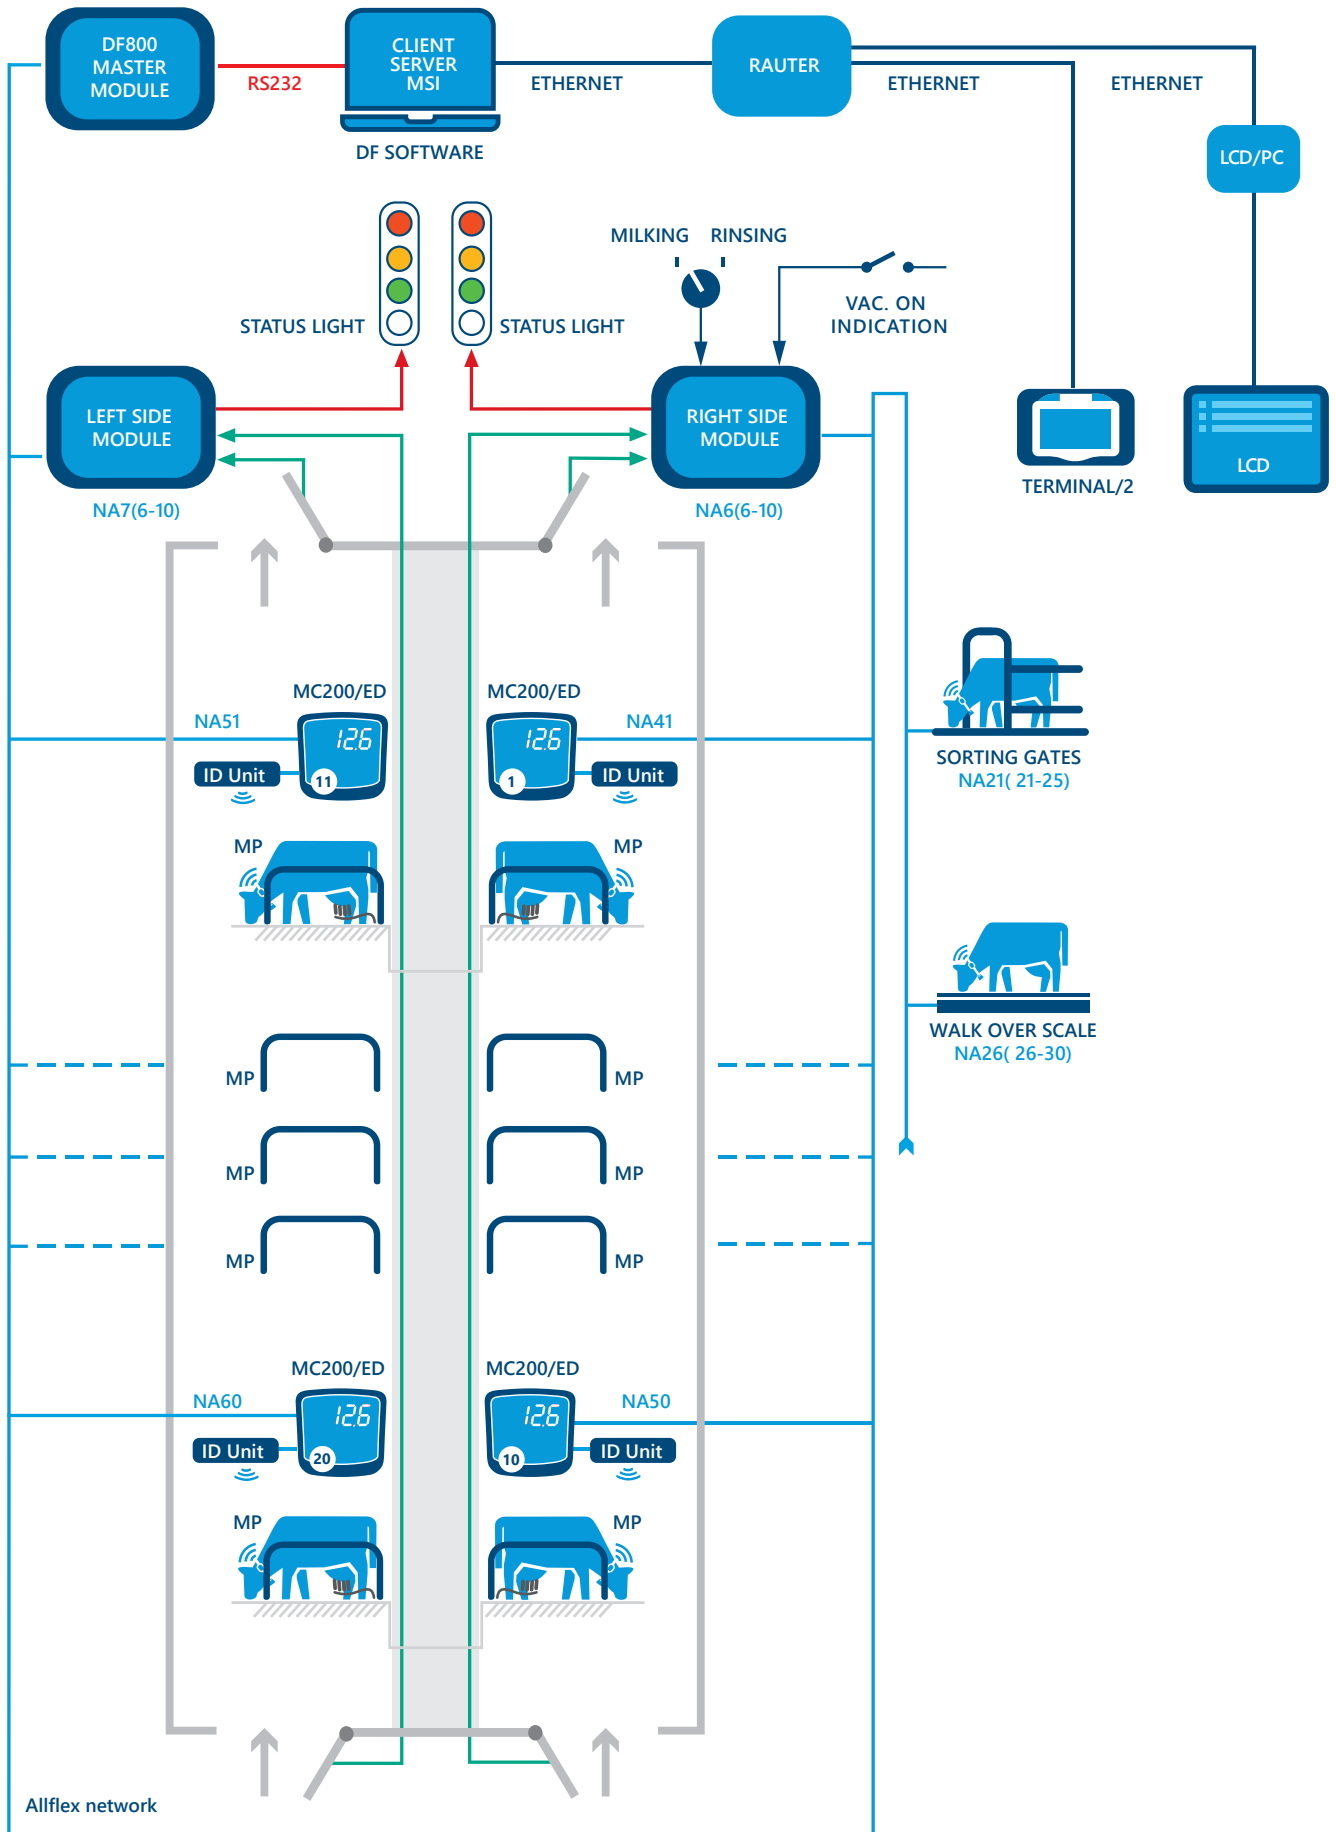 DF800
MASTER
MODULE
RS232
CLIENT
SERVER
MSI
DF SOFTWARE
ETHERNET
RAUTER
ETHERNET
ETHERNET
LCD/PC
MILKING RINSING
VAC. ON
INDICATION
STATUS LIGHT
STATUS LIGHT
LEFT SIDE
MODULE
NA7(6-10)
RIGHT SIDE
MODULE
NA6(6-10)
TERMINAL/2
LCD
MC200/ED
MC200/ED
NA51
12.6
11
ID Unit
12.6
1
NA41
ID Unit
SORTING GATES
NA21( 21-25)
MP
MP
WALK OVER SCALE
NA26( 26-30)
MP
MP
MP
MP
MP
MP
MC200/ED
MC200/ED
NA60
12.6
20
ID Unit
12.6
10
NA50
ID Unit
MP
MP
Allflex network